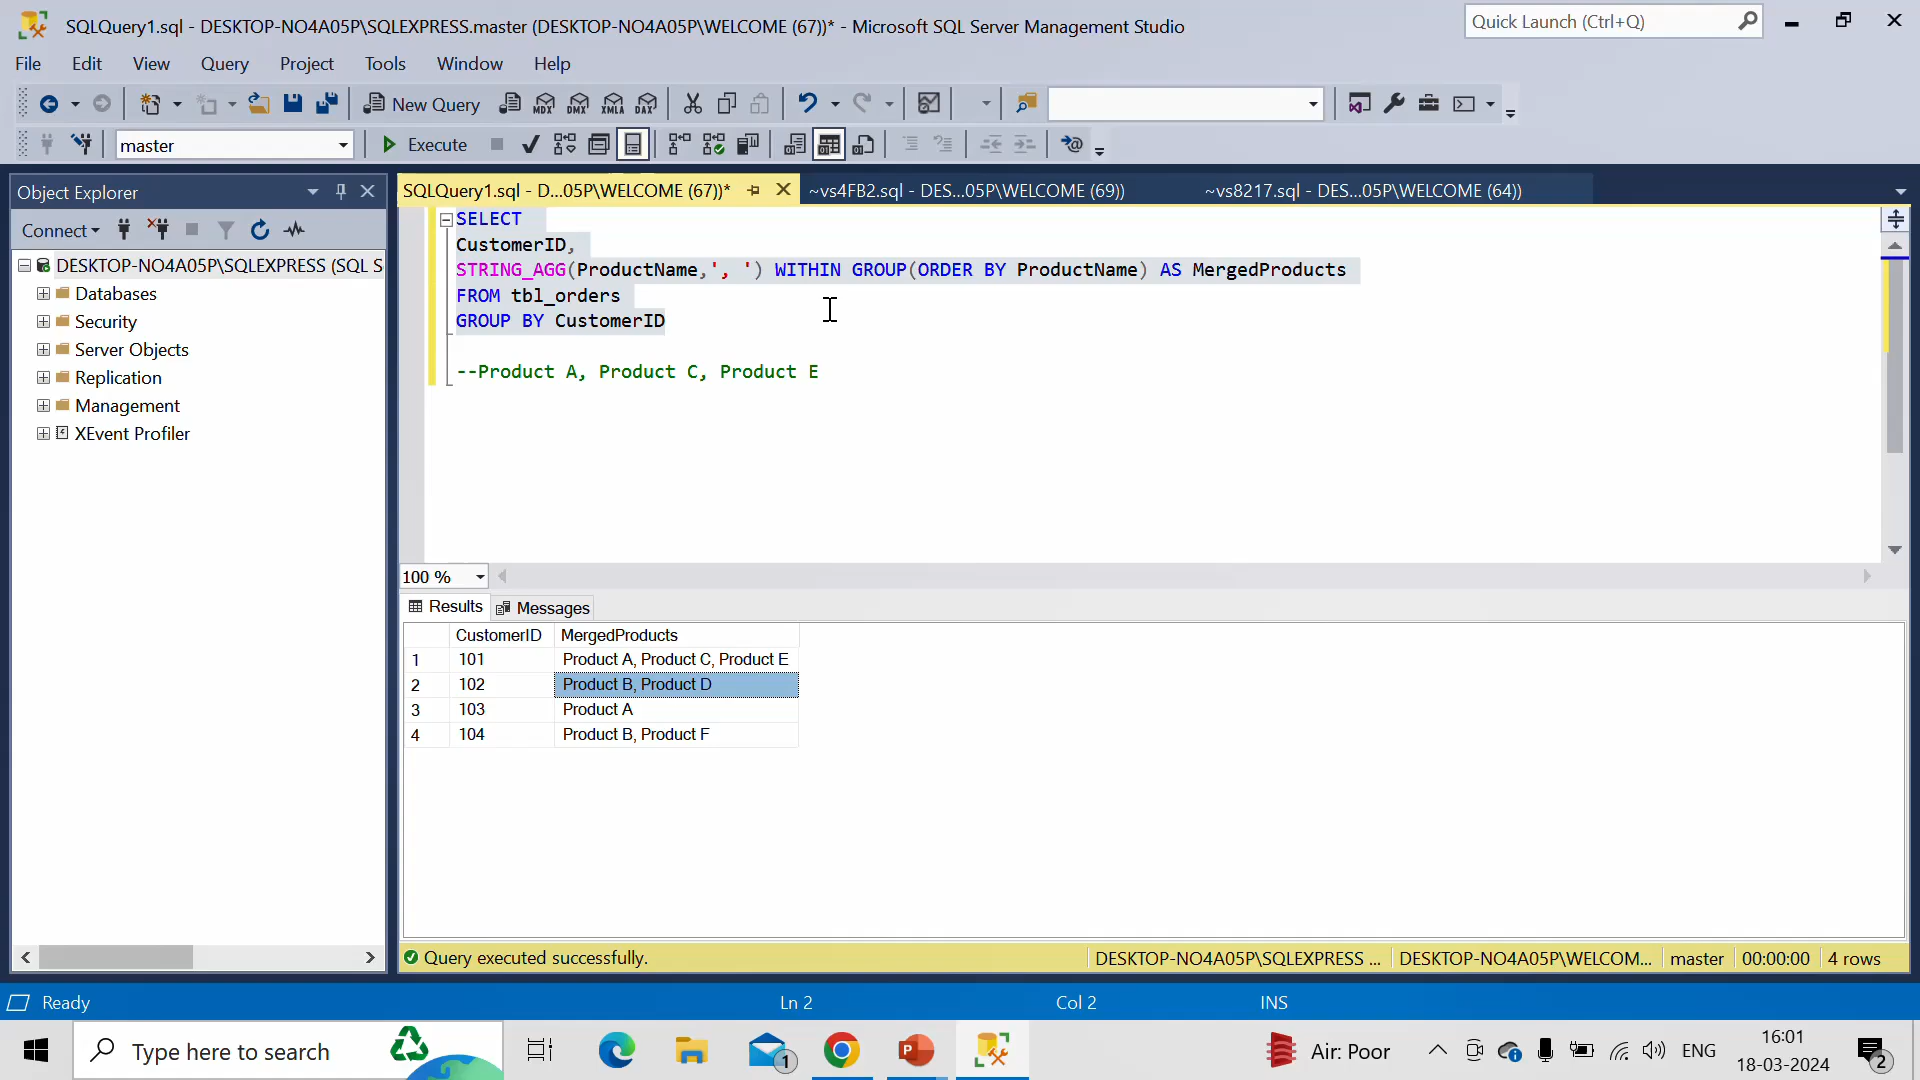 SQLQuery1.sql - DESKTOP-NO4A05P\SQLEXPRESS.master (DESKTOP-NO4A05P\WELCOME (67))* - Microsoft SQL Server Management Studio
Quick Launch (Ctrl+Q)
File Edit View Query Project Tools Window Help
New Query MDX DMX XMLA DAX
master Execute
Object Explorer
SQLQuery1.sql - D...05P\WELCOME (67))* ~vs4FB2.sql - DES...05P\WELCOME (69)) ~vs8217.sql - DES...05P\WELCOME (64))
Connect
DESKTOP-NO4A05P\SQLEXPRESS (SQL S
Databases
Security
Server Objects
Replication
Management
XEvent Profiler
SELECT
CustomerID,
STRING_AGG(ProductName,', ') WITHIN GROUP(ORDER BY ProductName) AS MergedProducts
FROM tbl_orders
GROUP BY CustomerID
--Product A, Product C, Product E
100 %
Results Messages
CustomerID MergedProducts
1 101 Product A, Product C, Product E
2 102 Product B, Product D
3 103 Product A
4 104 Product B, Product F
Query executed successfully. DESKTOP-NO4A05P\SQLEXPRESS ... DESKTOP-NO4A05P\WELCOM... master 00:00:00 4 rows
Ready Ln 2 Col 2 INS
Type here to search 1 Air: Poor ENG 16:01 2
18-03-2024